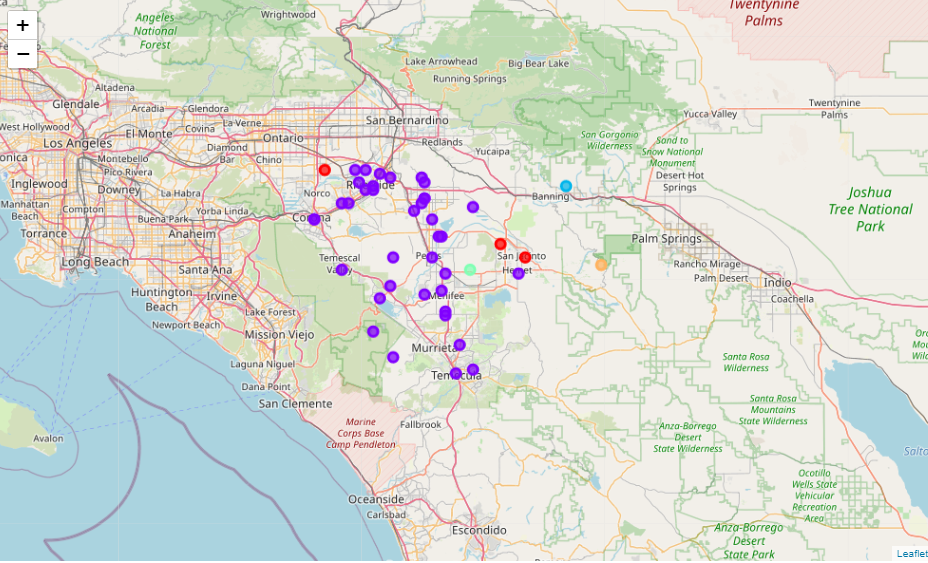 +
−
Wrightwood
Twentynine
Palms
Angeles
National
Forest
Lake Arrowhead
Big Bear Lake
Running Springs
Altadena
Glendale
Arcadia
Glendora
Yucca Valley
Twentynine
Palms
West Hollywood
Covina
La-Verne
San Bernardino
El Monte
Ontario
Redlands
San Gorgonio
Wilderness
Los Angeles
Diamond
Bar
Chino
Yucaipa
Sand to
Snow National
Monument
Montebello
Pico Rivera
Desert Hot
Springs
Inglewood
Downey
La Habra
Norco
Banning
Joshua
Tree National
Park
Manhattan
Beach
Yorba Linda
Corona
Buena Park
Torrance
Anaheim
Palm Springs
Long Beach
Santa Ana
Temescal
Valley
Perris
San Jacinto
Hemet
Rancho Mirage
Palm Desert
Indio
Coachella
Huntington
Beach
Irvine
Menifee
Newport Beach
Lake Forest
Mission Viejo
Murrieta
Laguna Niguel
Temecula
Santa Rosa
Wilderness
Dana Point
San Clemente
Santa Rosa
Mountains
State Wilderness
Marine
Corps Base
Camp Pendleton
Fallbrook
Anza-Borrego
Desert
State Wilderness
Avalon
Ocotillo
Wells State
Vehicular
Recreation
Area
Oceanside
Carlsbad
Escondido
Anza-Borrego
Desert
State Park
Leaflet